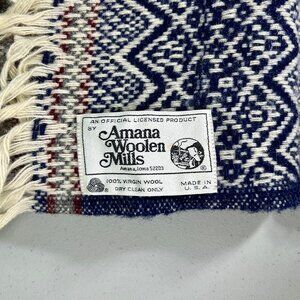 AN OFFICIAL LICENSED PRODUCT
BY Amana
Woolen
Mills
Amana, Iowa 52203
®
100% VIRGIN WOOL
DRY CLEAN ONLY
MADE IN
U.S.A.